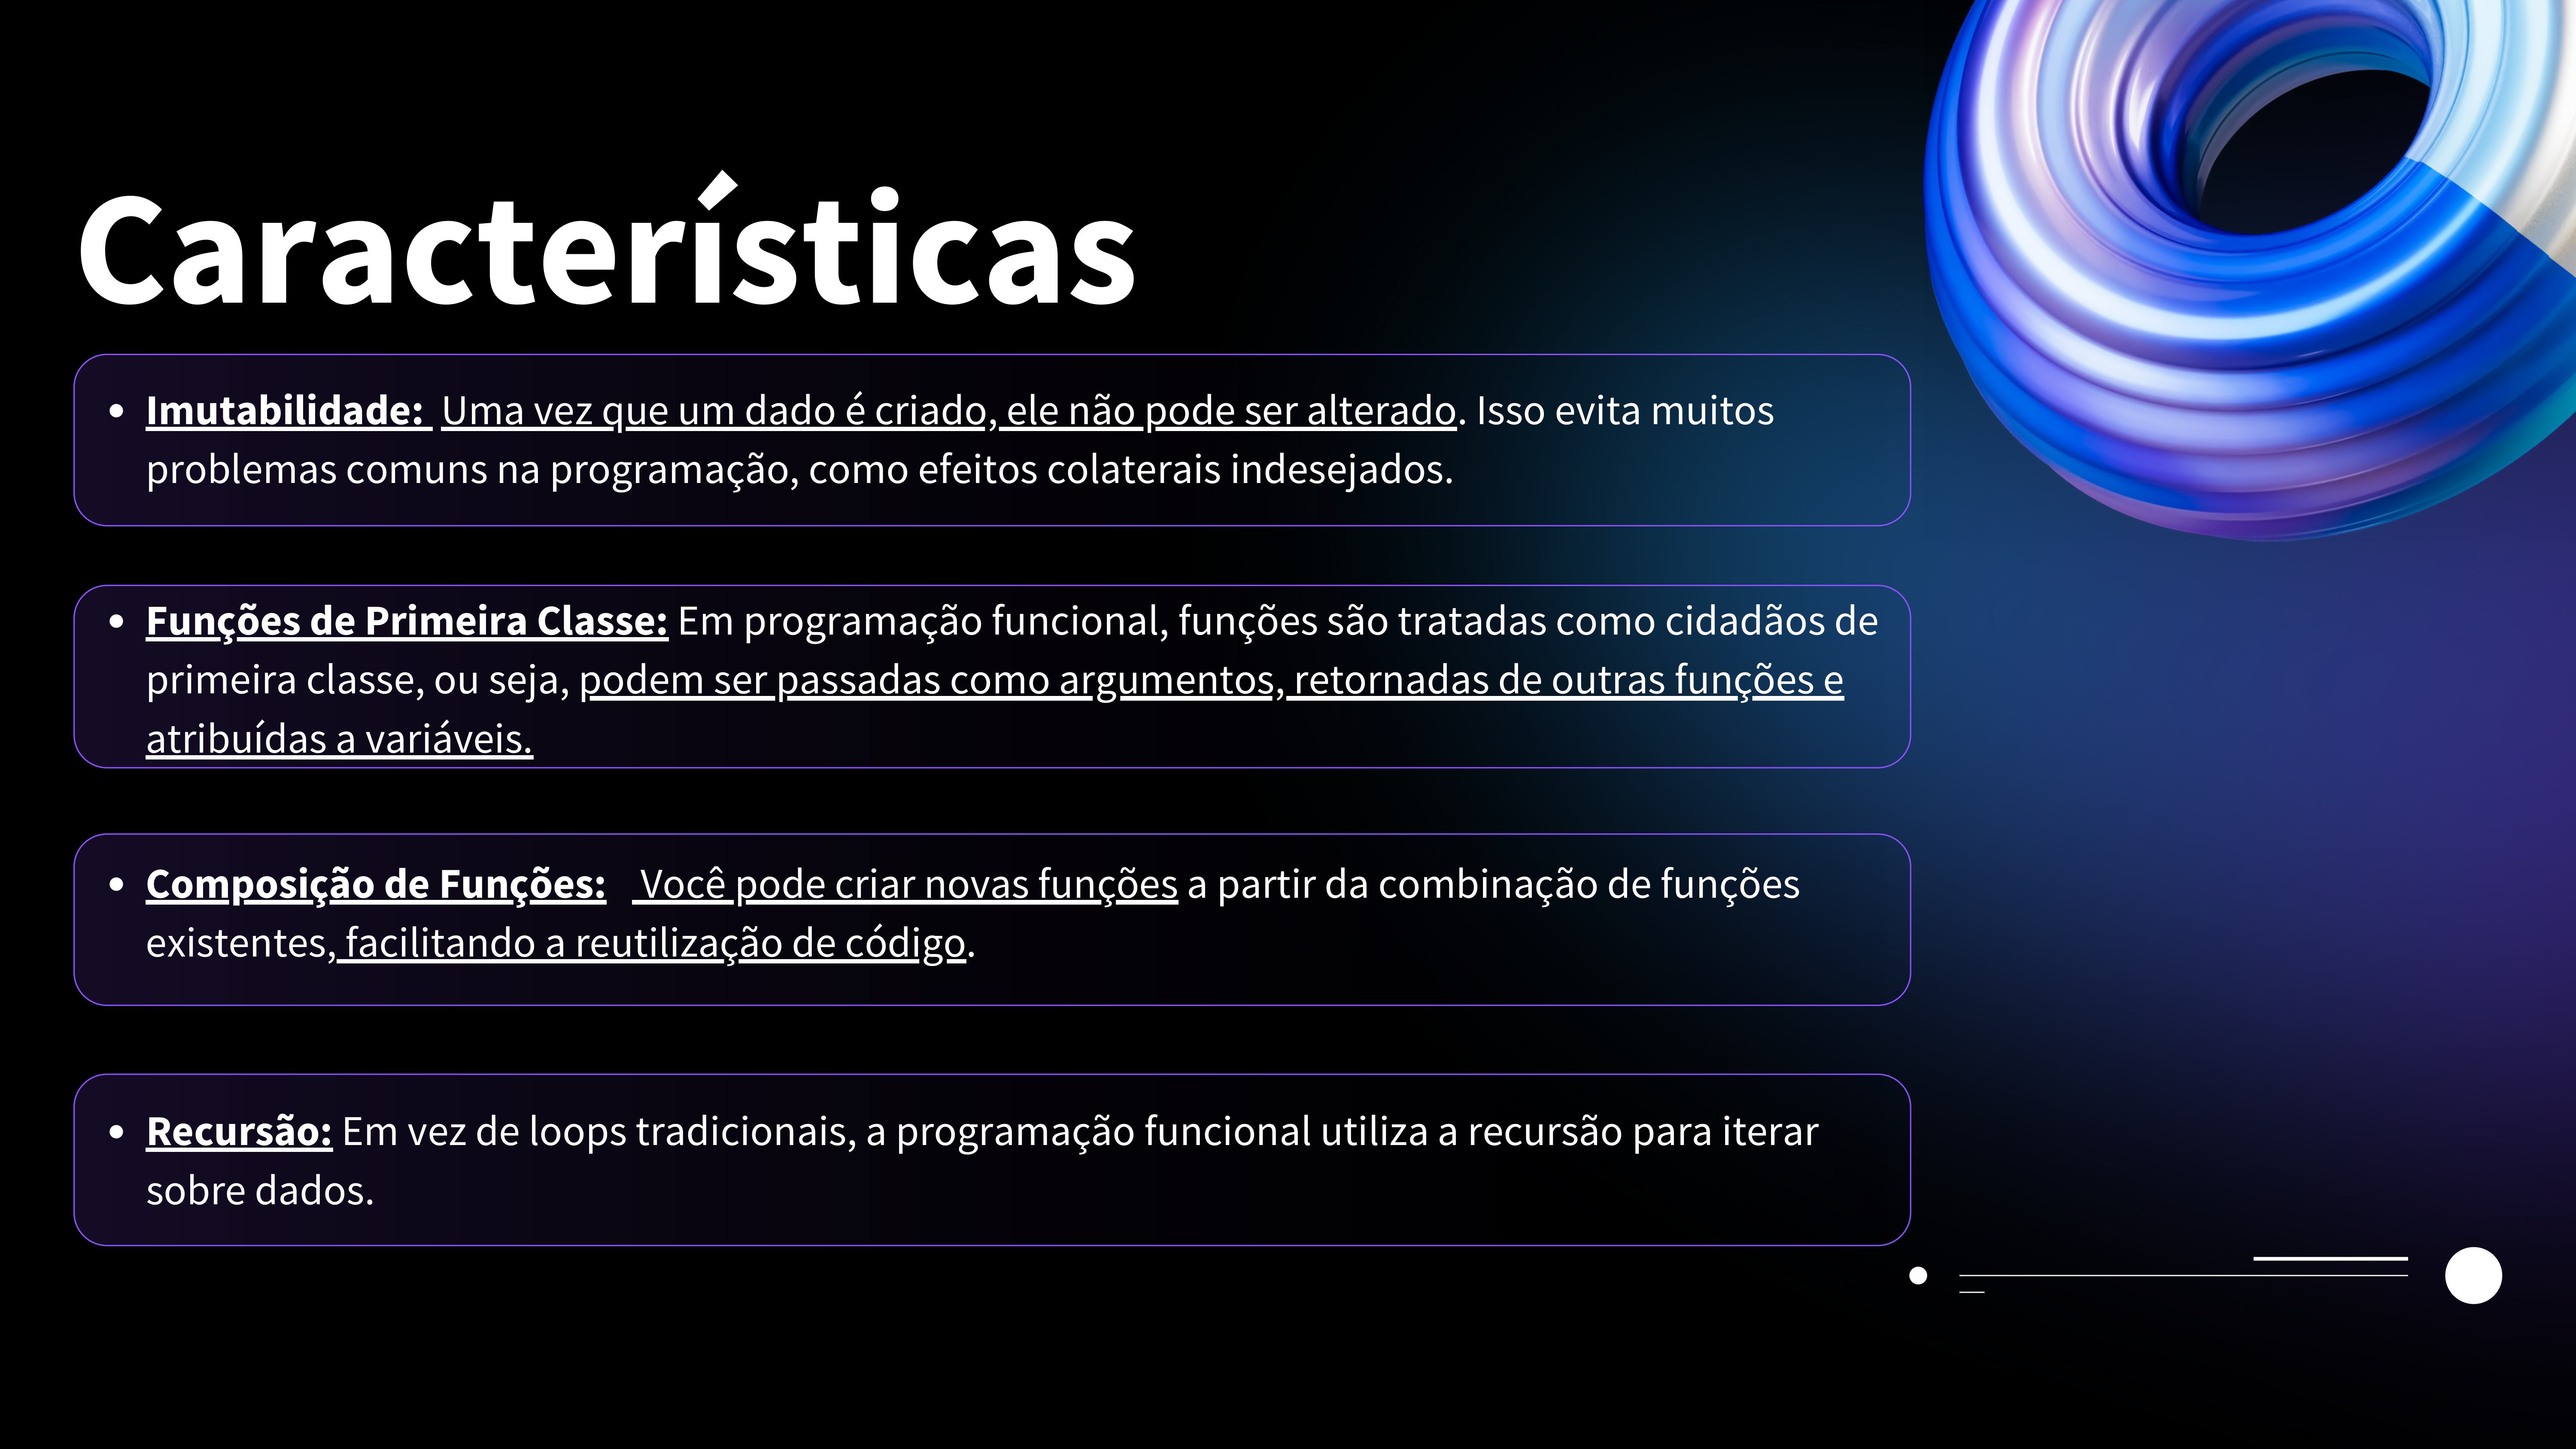 Características
• Imutabilidade: Uma vez que um dado é criado, ele não pode ser alterado. Isso evita muitos
problemas comuns na programação, como efeitos colaterais indesejados.
• Funções de Primeira Classe: Em programação funcional, funções são tratadas como cidadãos de
primeira classe, ou seja, podem ser passadas como argumentos, retornadas de outras funções e
atribuídas a variáveis.
• Composição de Funções: Você pode criar novas funções a partir da combinação de funções
existentes, facilitando a reutilização de código.
• Recursão: Em vez de loops tradicionais, a programação funcional utiliza a recursão para iterar
sobre dados.